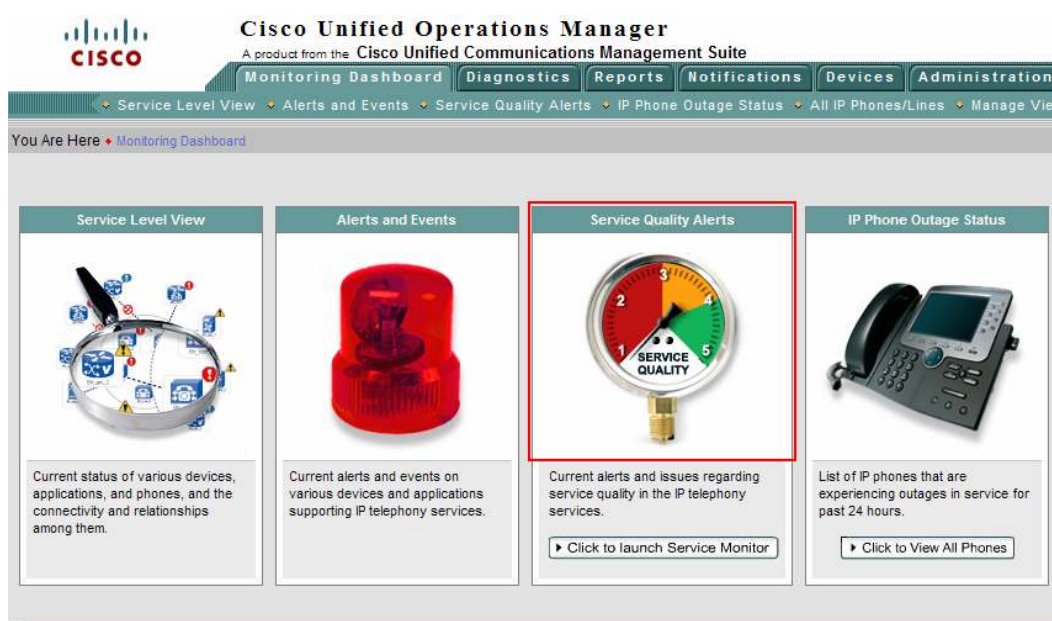 CISCO
Cisco Unified Operations Manager
A product from the Cisco Unified Communications Management Suite
Monitoring Dashboard Diagnostics Reports Notifications Devices Administration
Service Level View Alerts and Events Service Quality Alerts IP Phone Outage Status All IP Phones/Lines Manage Vie
You Are Here Monitoring Dashboard
Service Level View
Current status of various devices,
applications, and phones, and the
connectivity and relationships
among them.
Alerts and Events
Current alerts and events on
various devices and applications
supporting IP telephony services.
Service Quality Alerts
1 2 3 4 5
SERVICE
QUALITY
Current alerts and issues regarding
service quality in the IP telephony
services.
Click to launch Service Monitor
IP Phone Outage Status
List of IP phones that are
experiencing outages in service for
past 24 hours.
Click to View All Phones